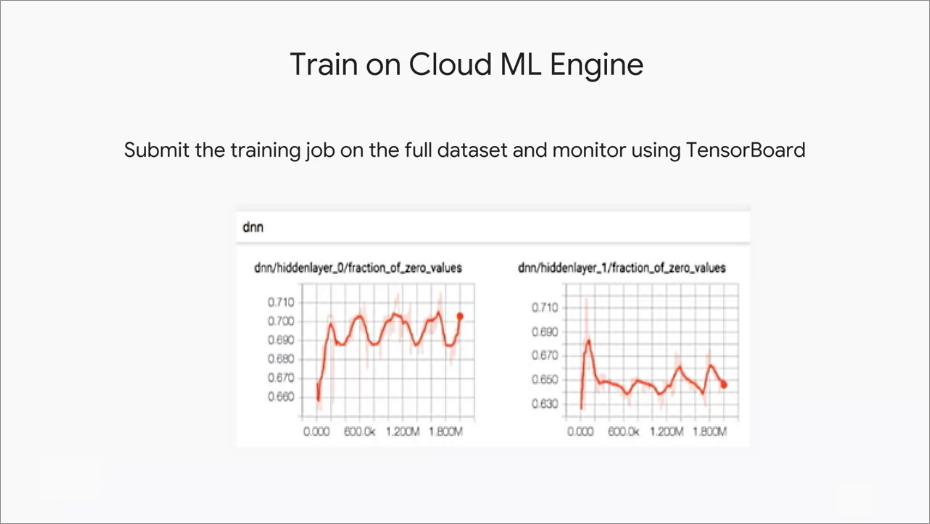 Train on Cloud ML Engine
Submit the training job on the full dataset and monitor using TensorBoard
dnn
dnn/hiddenlayer_0/fraction_of_zero_values
0.710
0.700
0.690
0.680
0.670
0.660
0.000 600.0k 1.200M 1.800M
dnn/hiddenlayer_1/fraction_of_zero_values
0.710
0.690
0.670
0.650
0.630
0.000 600.0k 1.200M 1.800M